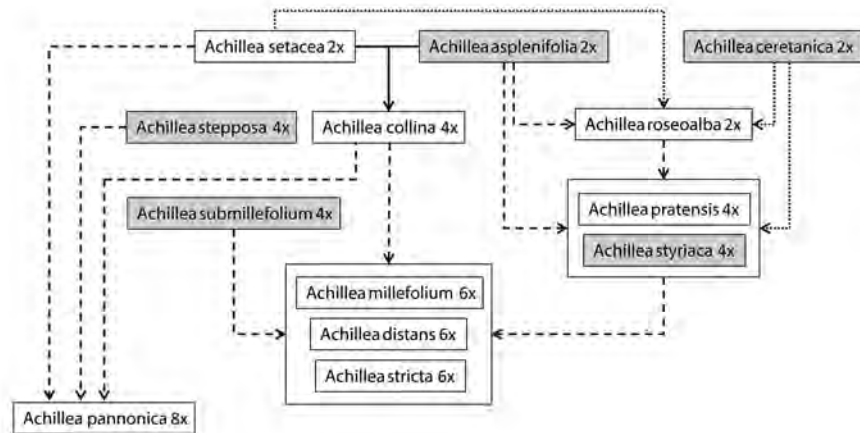 Achillea setacea 2x
Achillea asplenifolia 2x
Achillea ceretanica 2x
Achillea stepposa 4x
Achillea collina 4x
Achillea roseoalba 2x
Achillea submillefolium 4x
Achillea pratensis 4x
Achillea styriaca 4x
Achillea millefolium 6x
Achillea distans 6x
Achillea stricta 6x
Achillea pannonica 8x